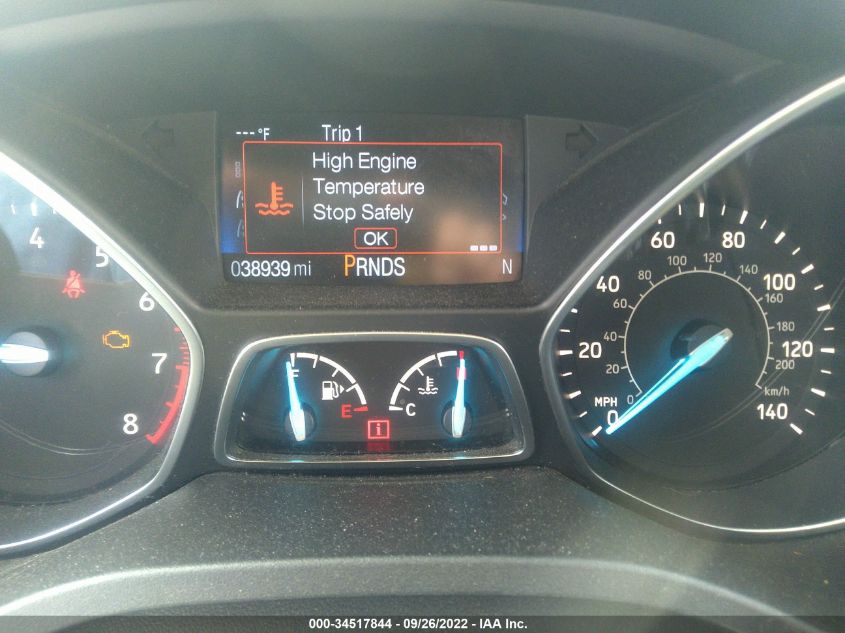 ---°F Trip 1
High Engine
Temperature
Stop Safely
OK
038939 mi PRNDS N
4
5
6
7
8
F
E
i
C
H
0
20
40
60
80
100
120
140
MPH
0
20
40
60
80
100
120
140
160
180
200
km/h
000-34517844 - 09/26/2022 - IAA Inc.